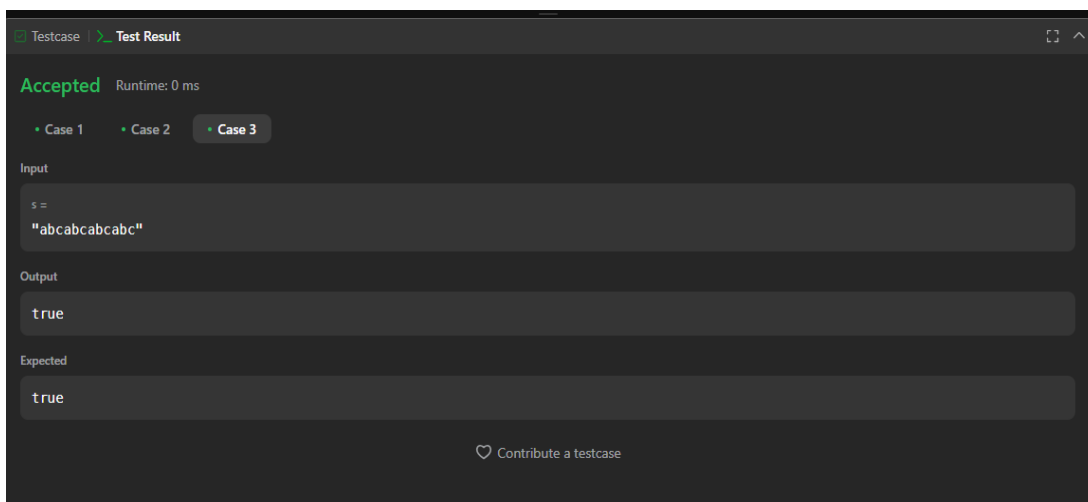 Testcase | >_ Test Result
Accepted Runtime: 0 ms
• Case 1 • Case 2 • Case 3
Input
s =
"abcabcabcabc"
Output
true
Expected
true
Contribute a testcase